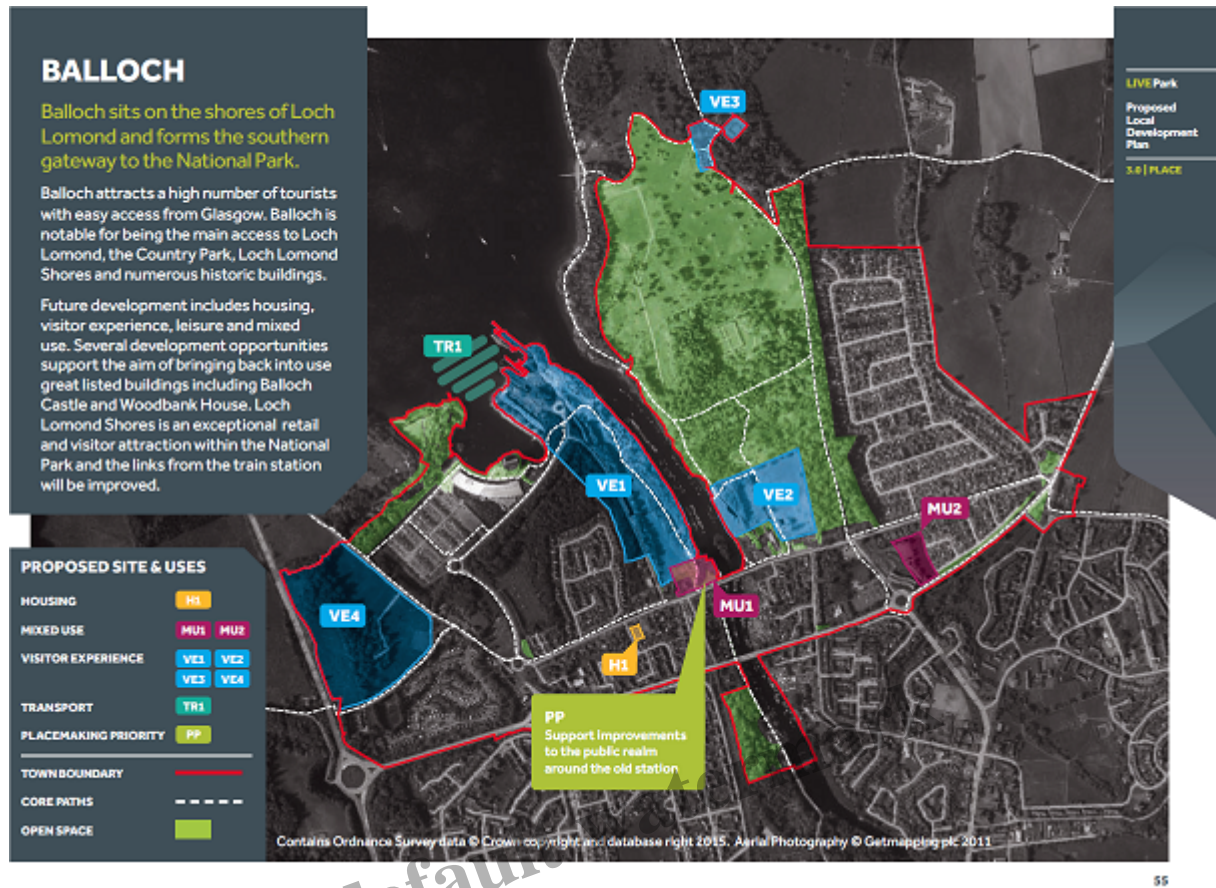 BALLOCH
Balloch sits on the shores of Loch
Lomond and forms the southern
gateway to the National Park.
Balloch attracts a high number of tourists
with easy access from Glasgow. Balloch is
notable for being the main access to Loch
Lomond, the Country Park, Loch Lomond
Shores and numerous historic buildings.
Future development includes housing,
visitor experience, leisure and mixed
use. Several development opportunities
support the aim of bringing back into use
great listed buildings including Balloch
Castle and Woodbank House. Loch
Lomond Shores is an exceptional retail
and visitor attraction within the National
Park and the links from the train station
will be improved.
LIVE Park
Proposed
Local
Development
Plan
3.0 | PLACE
VE3
TR1
VE1
VE2
MU2
VE4
MU1
H1
PP
Support improvements
to the public realm
around the old station
PROPOSED SITE & USES
HOUSING H1
MIXED USE MU1 MU2
VISITOR EXPERIENCE VE1 VE2
VE3 VE4
TRANSPORT TR1
PLACEMAKING PRIORITY PP
TOWN BOUNDARY
CORE PATHS
OPEN SPACE
Contains Ordnance Survey data © Crown copyright and database right 2015. Aerial Photography © Getmapping plc 2011
55